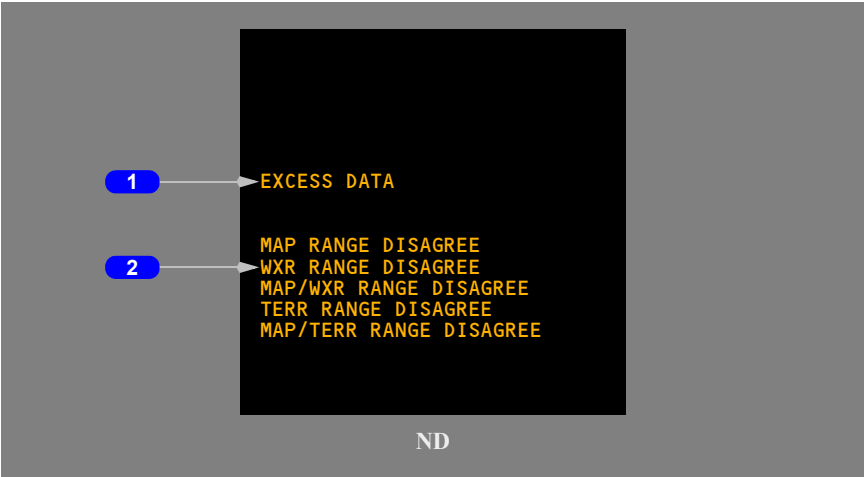 1
EXCESS DATA
MAP RANGE DISAGREE
2
WXR RANGE DISAGREE
MAP/WXR RANGE DISAGREE
TERR RANGE DISAGREE
MAP/TERR RANGE DISAGREE
ND